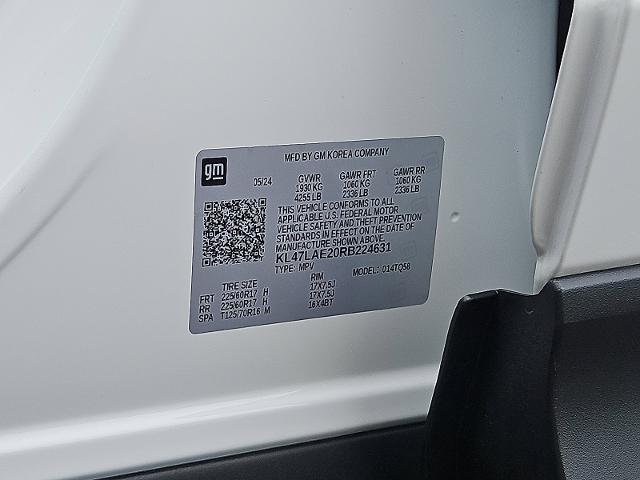 gm
MFD BY GM KOREA COMPANY
05/24 GVWR GAWR FRT GAWR RR
1930 KG 1060 KG 1060 KG
4255 LB 2336 LB 2336 LB
THIS VEHICLE CONFORMS TO ALL
APPLICABLE U.S. FEDERAL MOTOR
VEHICLE SAFETY AND THEFT PREVENTION
STANDARDS IN EFFECT ON THE DATE OF
MANUFACTURE SHOWN ABOVE.
KL47LAE20RB224631
TYPE: MPV MODEL: 014TQ58
TIRE SIZE RIM
FRT 225/60R17 H 17X7.5J
RR 225/60R17 H 17X7.5J
SPA T125/70R16 M 16X4BT